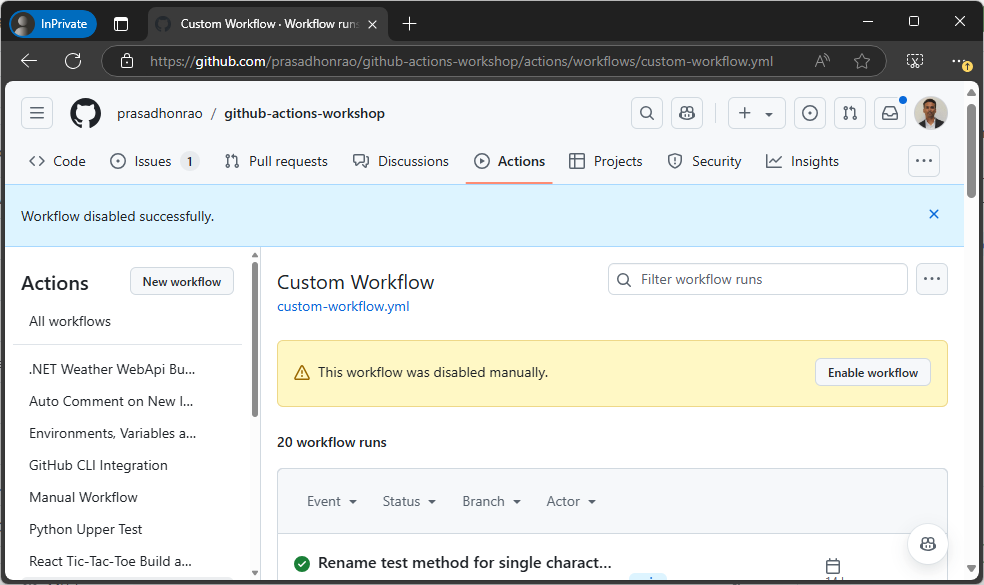 InPrivate
Custom Workflow · Workflow runs
https://github.com/prasadhonrao/github-actions-workshop/actions/workflows/custom-workflow.yml
prasadhonrao / github-actions-workshop
Code Issues 1 Pull requests Discussions Actions Projects Security Insights
Workflow disabled successfully.
Actions
New workflow
All workflows
.NET Weather WebApi Bu...
Auto Comment on New I...
Environments, Variables a...
GitHub CLI Integration
Manual Workflow
Python Upper Test
React Tic-Tac-Toe Build a...
Custom Workflow
Filter workflow runs
custom-workflow.yml
This workflow was disabled manually.
Enable workflow
20 workflow runs
Event Status Branch Actor
Rename test method for single charact...